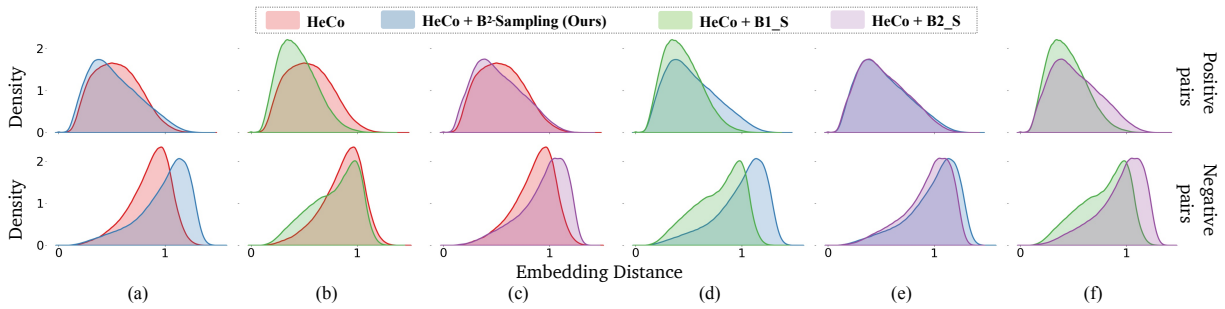 HeCo HeCo + B²-Sampling (Ours) HeCo + B1_S HeCo + B2_S
Density 2 1 0 Positive pairs
Density 2 1 0 Negative pairs
0 1 0 1 0 1 0 1 0 1 0 1
Embedding Distance
(a) (b) (c) (d) (e) (f)